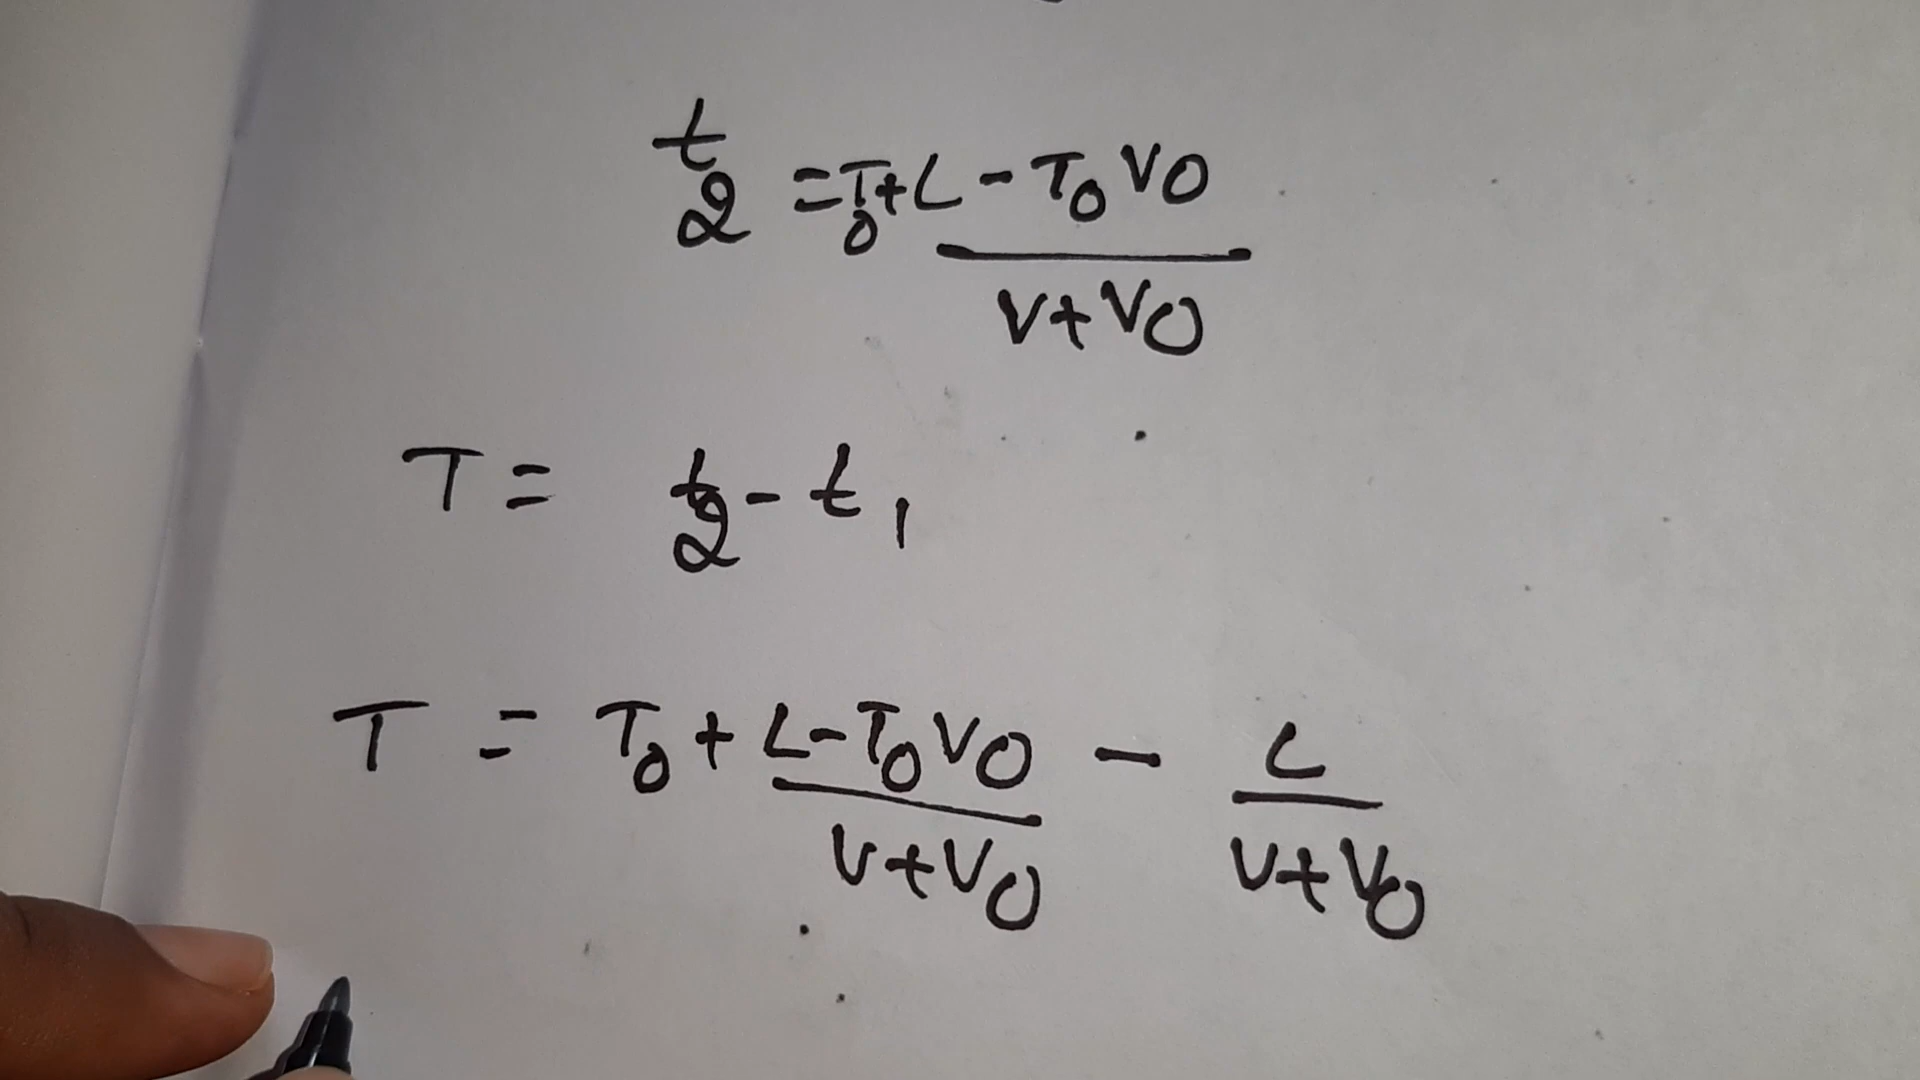 t₂ = T₀ + L - T₀ V₀
V + V₀
T = t₂ - t₁
T = T₀ + L - T₀ V₀ - L
V + V₀ V + V₀